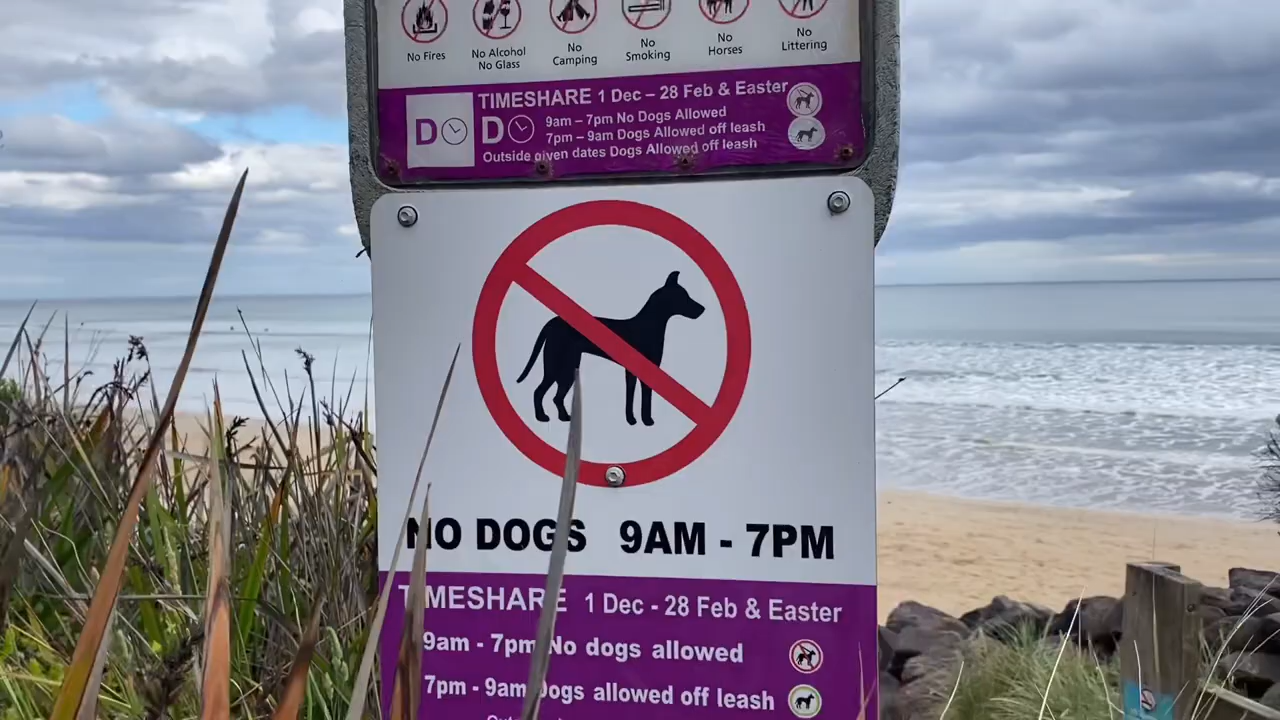 No Fires
No Alcohol
No Glass
No
Camping
No
Smoking
No
Horses
No
Littering
TIMESHARE 1 Dec – 28 Feb & Easter
D D 9am – 7pm No Dogs Allowed
7pm – 9am Dogs Allowed off leash
Outside given dates Dogs Allowed off leash
NO DOGS 9AM - 7PM
TIMESHARE 1 Dec - 28 Feb & Easter
9am - 7pm No dogs allowed
7pm - 9am Dogs allowed off leash